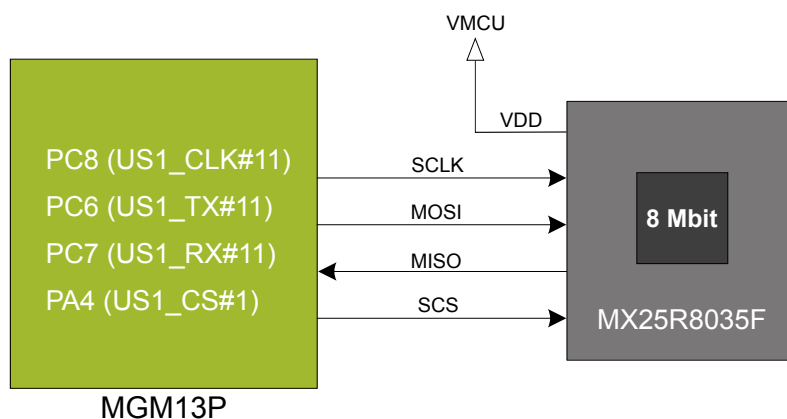 VMCU
VDD
PC8 (US1_CLK#11)
SCLK
PC6 (US1_TX#11)
MOSI
8 Mbit
PC7 (US1_RX#11)
MISO
PA4 (US1_CS#1)
SCS
MX25R8035F
MGM13P